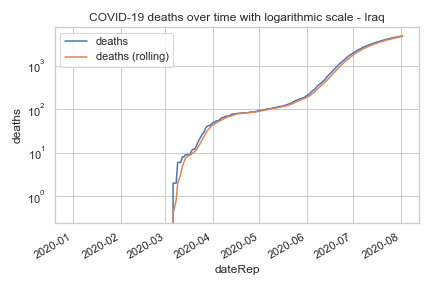 COVID-19 deaths over time with logarithmic scale - Iraq
deaths
deaths (rolling)
10^3
10^2
10^1
10^0
deaths
2020-01
2020-02
2020-03
2020-04
2020-05
2020-06
2020-07
2020-08
dateRep